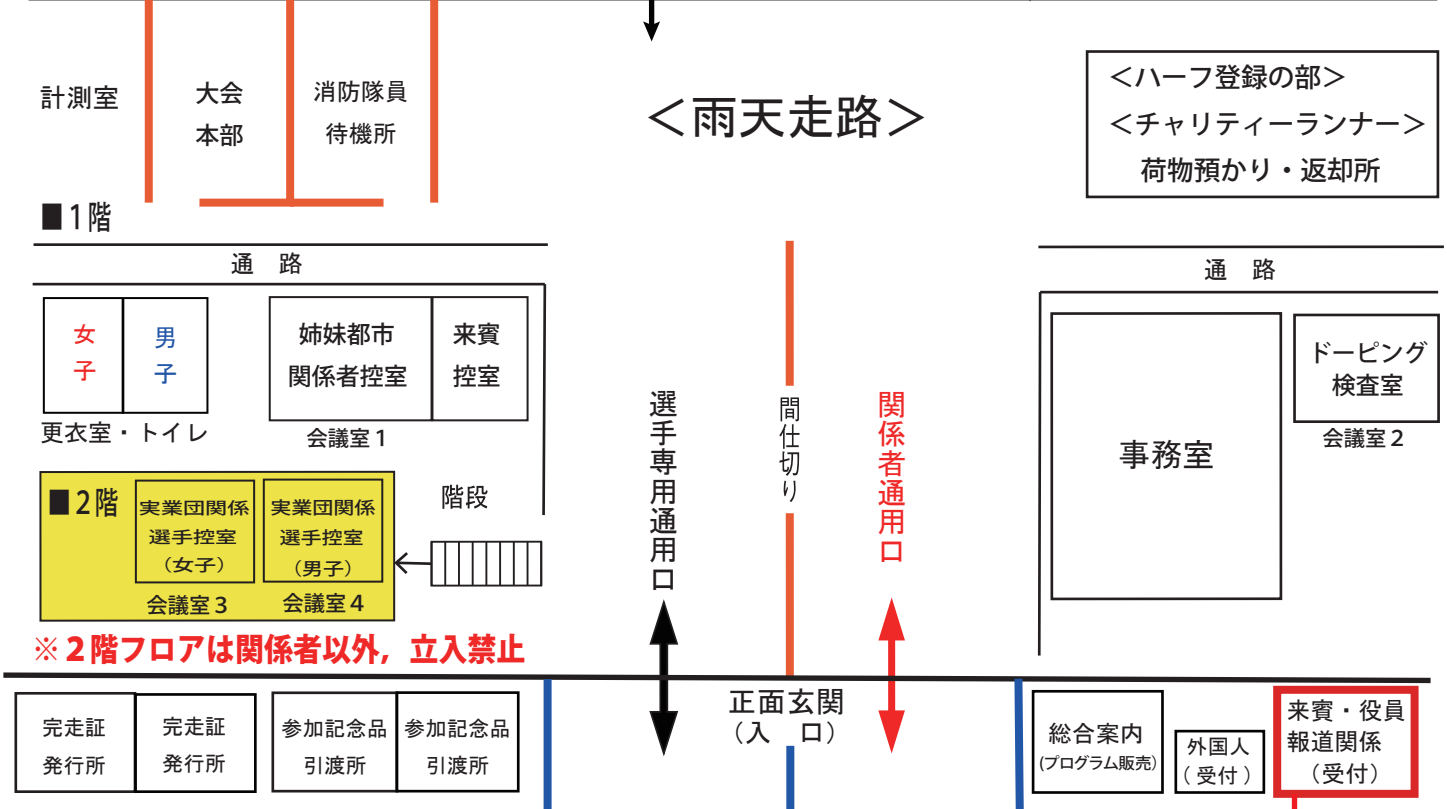 計測室
大会
本部
消防隊員
待機所
＜雨天走路＞
＜ハーフ登録の部＞
＜チャリティーランナー＞
荷物預かり・返却所
■1階
通　路
通　路
女子
男子
更衣室・トイレ
姉妹都市
関係者控室
来賓
控室
会議室１
選手専用通用口
間仕切り
関係者通用口
事務室
ドーピング
検査室
会議室２
■2階
実業団関係
選手控室
（女子）
会議室３
実業団関係
選手控室
（男子）
会議室４
階段
※２階フロアは関係者以外，立入禁止
完走証
発行所
完走証
発行所
参加記念品
引渡所
参加記念品
引渡所
正面玄関
（入　口）
総合案内
(プログラム販売)
外国人
（受付）
来賓・役員
報道関係
（受付）